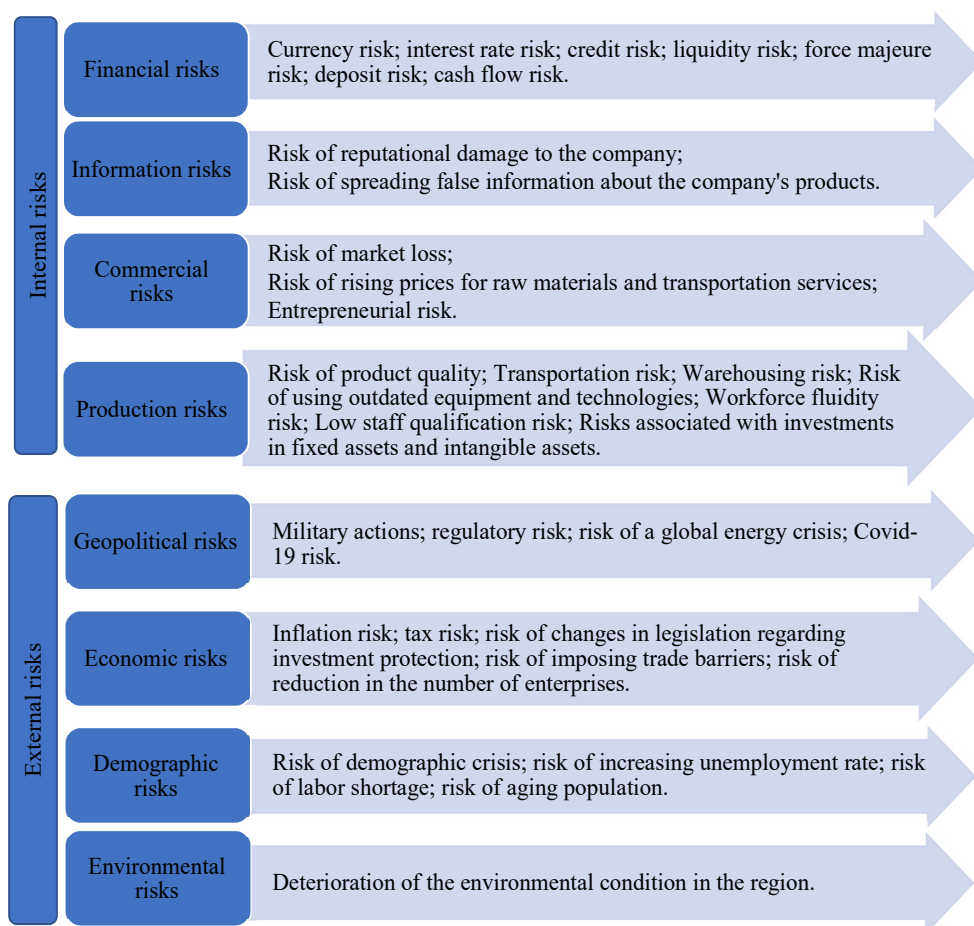 Internal risks
Financial risks
Currency risk; interest rate risk; credit risk; liquidity risk; force majeure
risk; deposit risk; cash flow risk.
Information risks
Risk of reputational damage to the company;
Risk of spreading false information about the company's products.
Commercial
risks
Risk of market loss;
Risk of rising prices for raw materials and transportation services;
Entrepreneurial risk.
Production risks
Risk of product quality; Transportation risk; Warehousing risk; Risk
of using outdated equipment and technologies; Workforce fluidity
risk; Low staff qualification risk; Risks associated with investments
in fixed assets and intangible assets.
External risks
Geopolitical risks
Military actions; regulatory risk; risk of a global energy crisis; Covid-
19 risk.
Economic risks
Inflation risk; tax risk; risk of changes in legislation regarding
investment protection; risk of imposing trade barriers; risk of
reduction in the number of enterprises.
Demographic
risks
Risk of demographic crisis; risk of increasing unemployment rate; risk
of labor shortage; risk of aging population.
Environmental
risks
Deterioration of the environmental condition in the region.